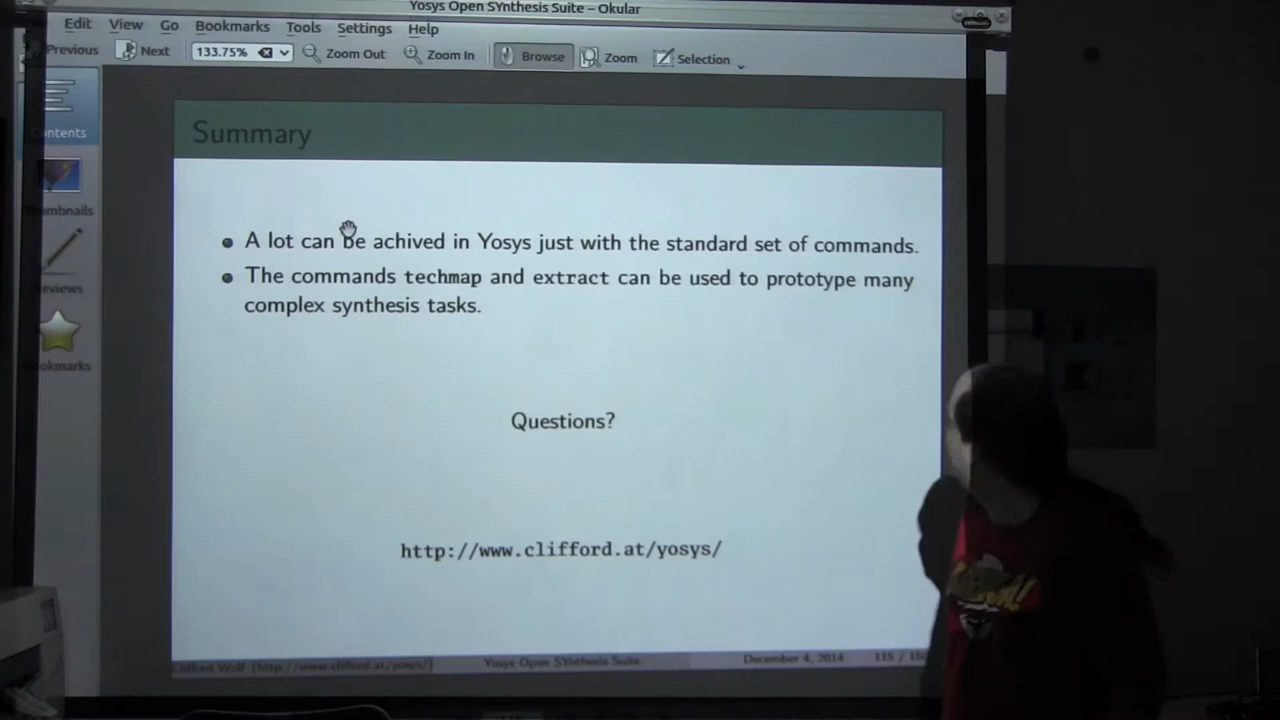 Yosys Open SYnthesis Suite – Okular
Edit View Go Bookmarks Tools Settings Help
Previous Next 133.75% Zoom Out Zoom In Browse Zoom Selection
Contents
Thumbnails
Reviews
Bookmarks
Summary
A lot can be achived in Yosys just with the standard set of commands.
The commands techmap and extract can be used to prototype many
complex synthesis tasks.
Questions?
http://www.clifford.at/yosys/
Clifford Wolf (http://www.clifford.at/yosys/) Yosys Open SYnthesis Suite December 4, 2014 115 /